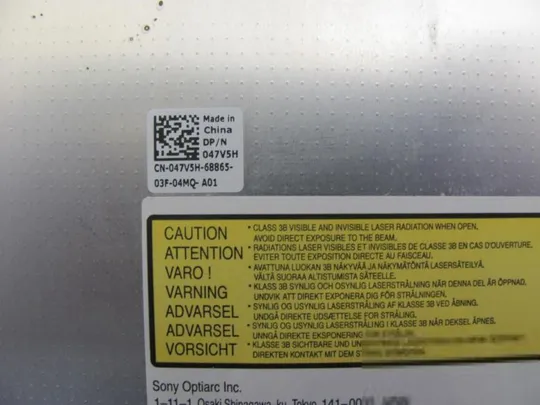 Made in
China
DP/N
047V5H
CN-047V5H-68865-
03F-04MQ- A01
CAUTION
ATTENTION
VARO !
VARNING
ADVARSEL
ADVARSEL
VORSICHT
* CLASS 3B VISIBLE AND INVISIBLE LASER RADIATION WHEN OPEN,
AVOID DIRECT EXPOSURE TO THE BEAM.
* RADIATIONS LASER VISIBLES ET INVISIBLES DE CLASSE 3B EN CAS D'OUVERTURE.
EVITER TOUTE EXPOSITION DIRECTE AU FAISCEAU.
* AVATTUNA LUOKAN 3B NÄKYVÄÄ JA NÄKYMÄTÖNTÄ LASERSÄTEILYÄ.
VÄLTÄ SUORAA ALTISTUMISTA SÄTEELLE.
* KLASS 3B SYNLIG OCH OSYNLIG LASERSTRÅLNING NÄR DENNA DEL ÄR ÖPPNAD,
UNDVIK ATT DIREKT EXPONERA DIG FÖR STRÅLNINGEN.
* SYNLIG OG USYNLIG LASERSTRÅLING AF KLASSE 3B VED ÅBNING.
UNDGÅ DIREKTE UDSÆTTELSE FOR STRÅLING.
* SYNLIG OG USYNLIG LASERSTRÅLING I KLASSE 3B NÅR DEKSEL ÅPNES.
UNNGÅ DIREKTE EKSPONERING
* KLASSE 3B SICHTBARE UND
DIREKTEN KONTAKT MIT DEM
Sony Optiarc Inc.
1-11-1 Osaki Shinagawa-ku, Tokyo, 141-00